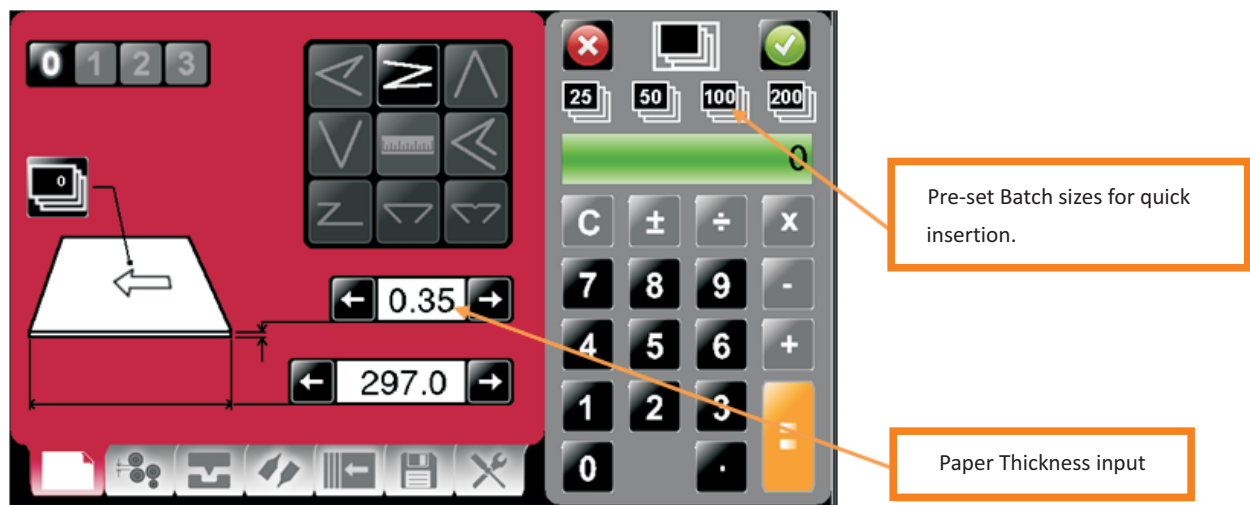 0 1 2 3
0
0.35
297.0
25 50 100 200
0
C ± ÷ x
7 8 9 -
4 5 6 +
1 2 3 =
0 .
Pre-set Batch sizes for quick
insertion.
Paper Thickness input